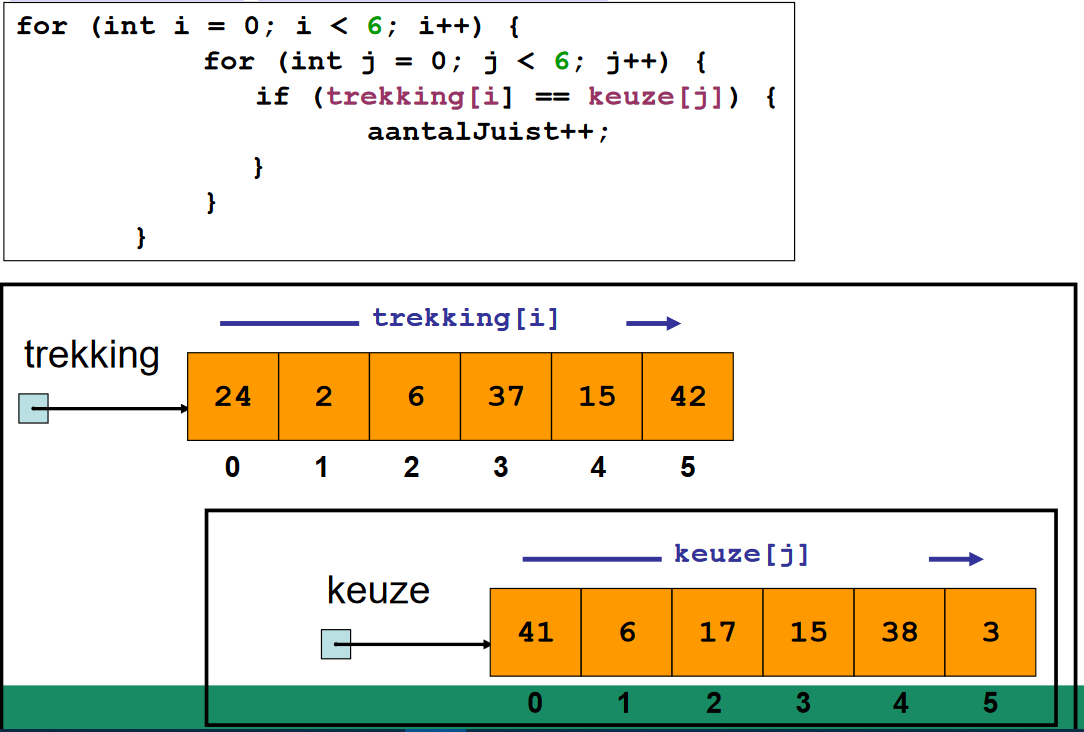 for (int i = 0; i < 6; i++) {
for (int j = 0; j < 6; j++) {
if (trekking[i] == keuze[j]) {
aantalJuist++;
}
}
}
trekking[i]
trekking
24 2 6 37 15 42
0 1 2 3 4 5
keuze[j]
keuze
41 6 17 15 38 3
0 1 2 3 4 5